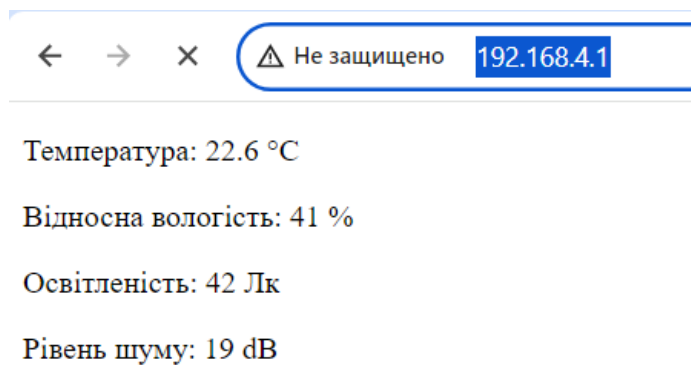 Не защищено 192.168.4.1
Температура: 22.6 °C
Відносна вологість: 41 %
Освітленість: 42 Лк
Рівень шуму: 19 dB